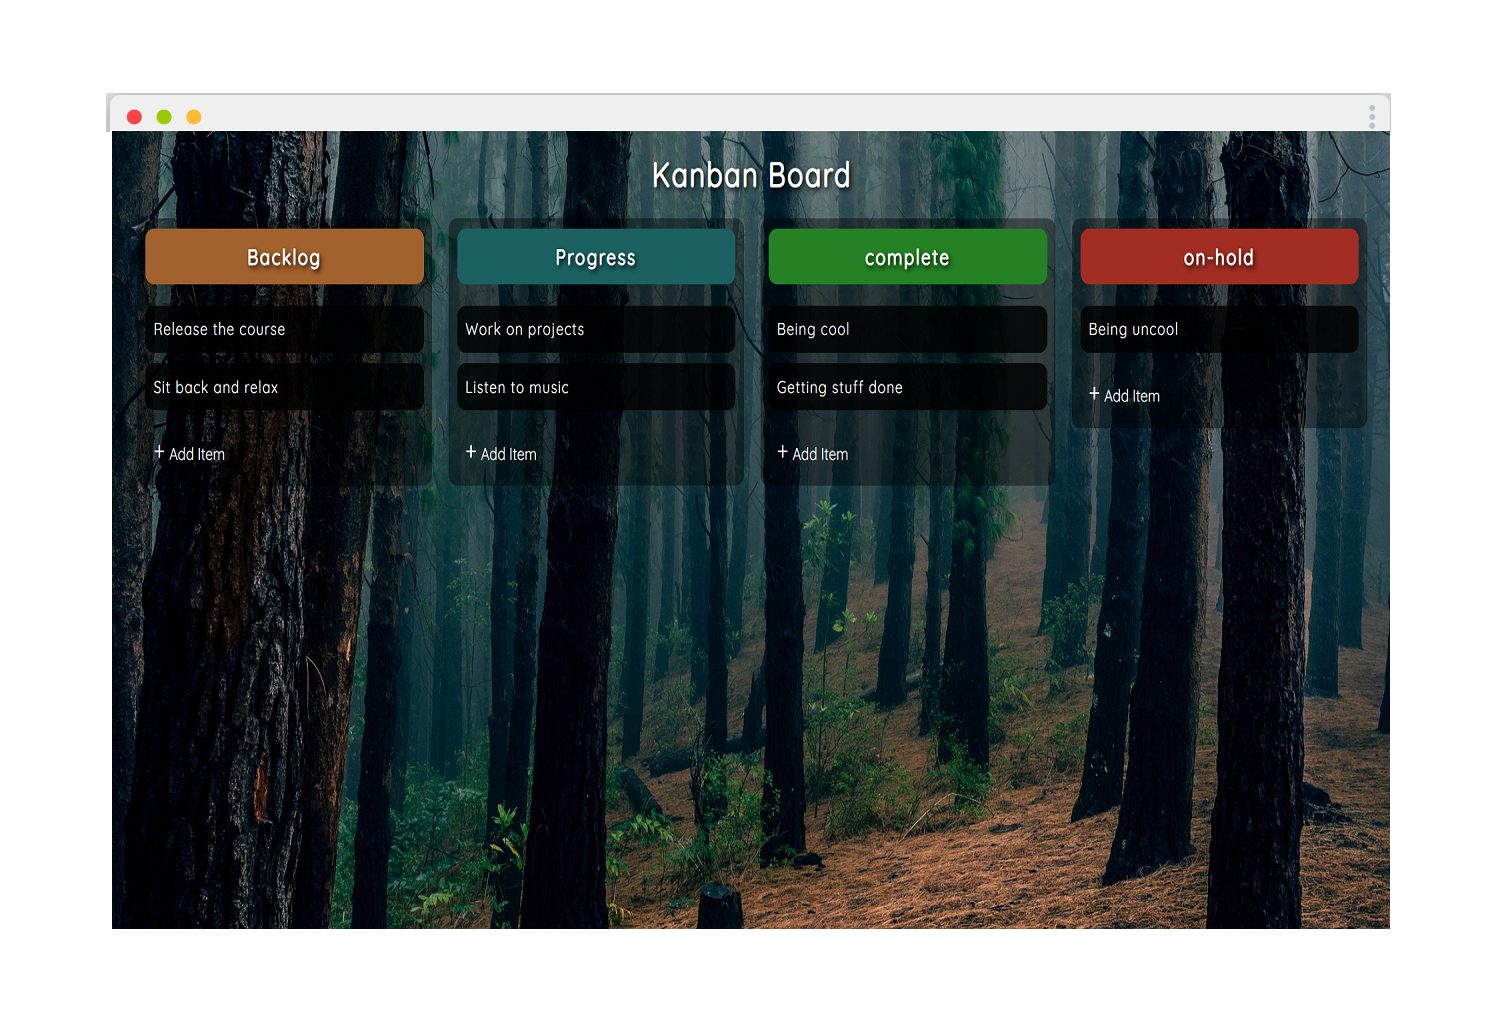 Kanban Board
Backlog
Release the course
Sit back and relax
+ Add Item
Progress
Work on projects
Listen to music
+ Add Item
complete
Being cool
Getting stuff done
+ Add Item
on-hold
Being uncool
+ Add Item